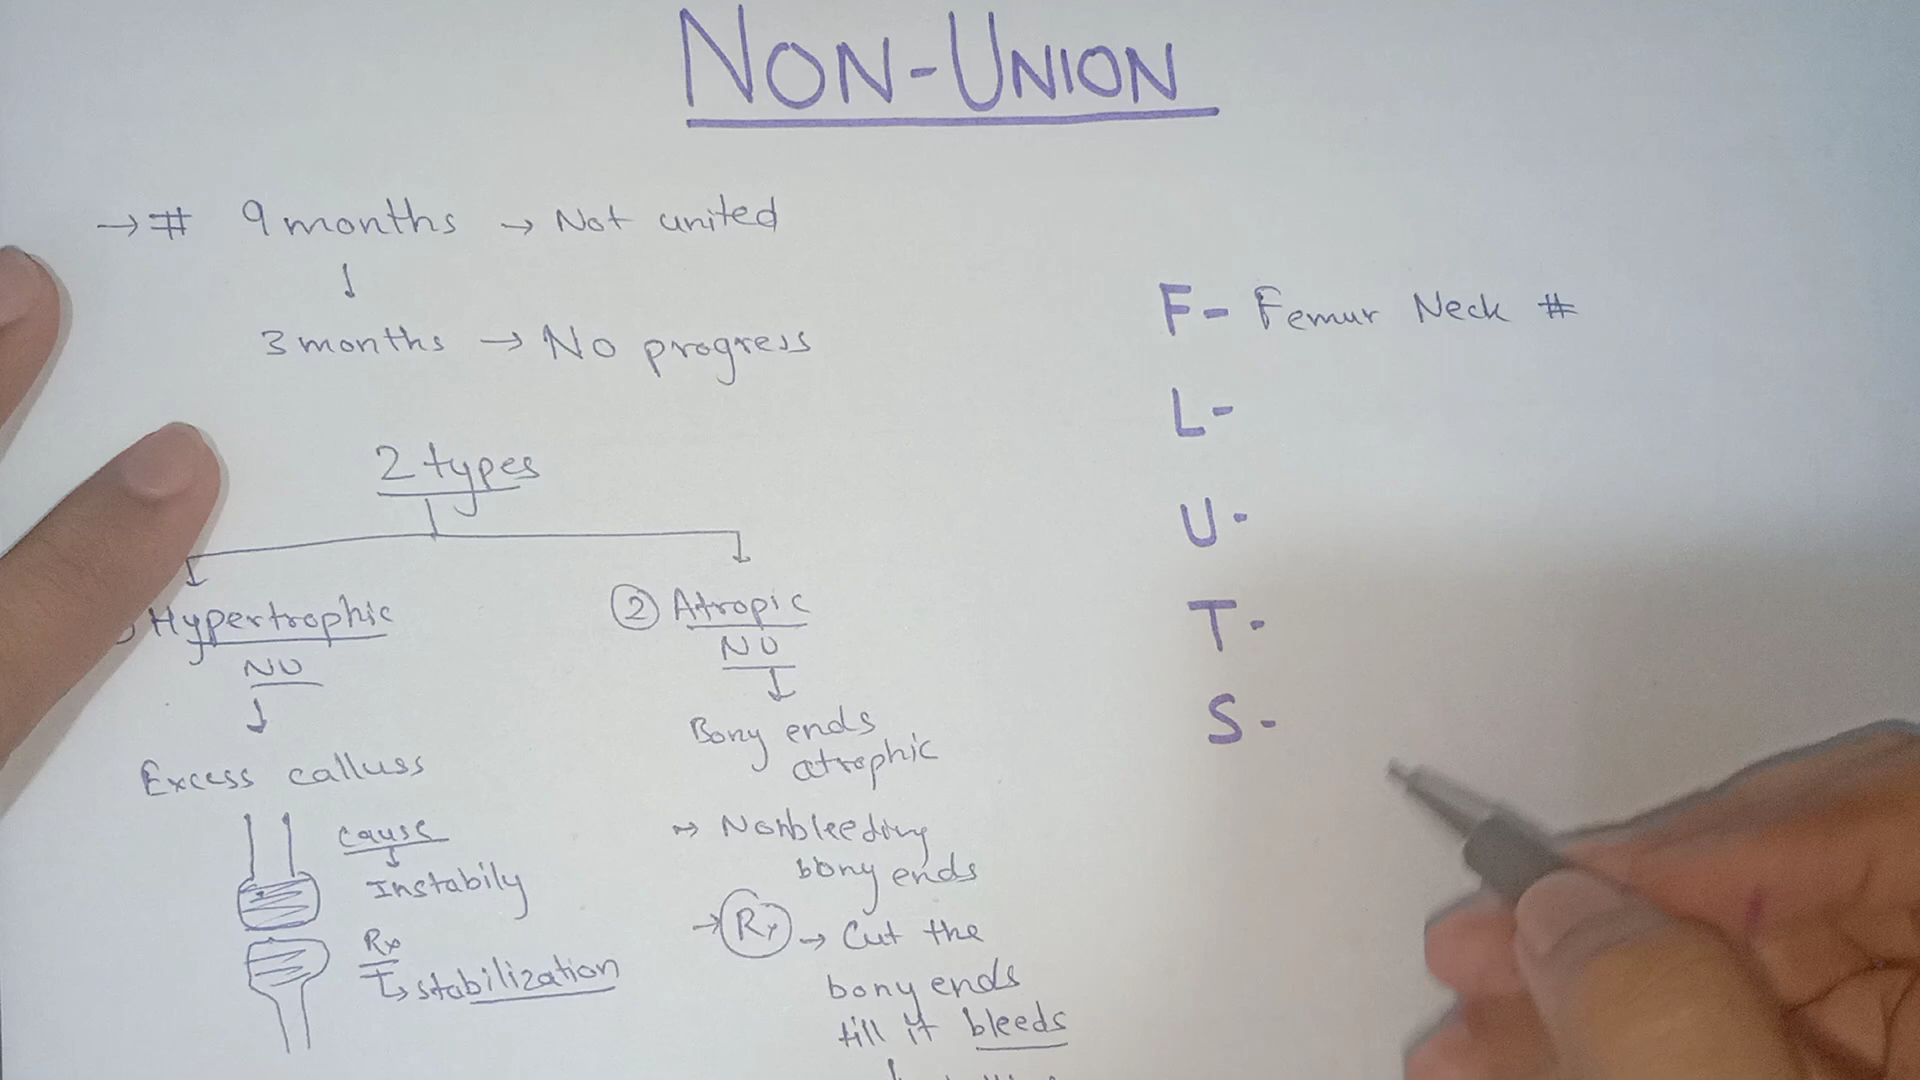 NON-UNION
→ # 9 months → Not united
↓
3 months → No progress
2 types
Hypertrophic
NU
↓
Excess calluss
cause
↓
Instabily
Rx
↳ stabilization
② Atropic
NU
↓
Bony ends
atrophic
→ Nonbleeding
bony ends
→ Rx → Cut the
bony ends
till it bleeds
F- Femur Neck #
L-
U-
T-
S-